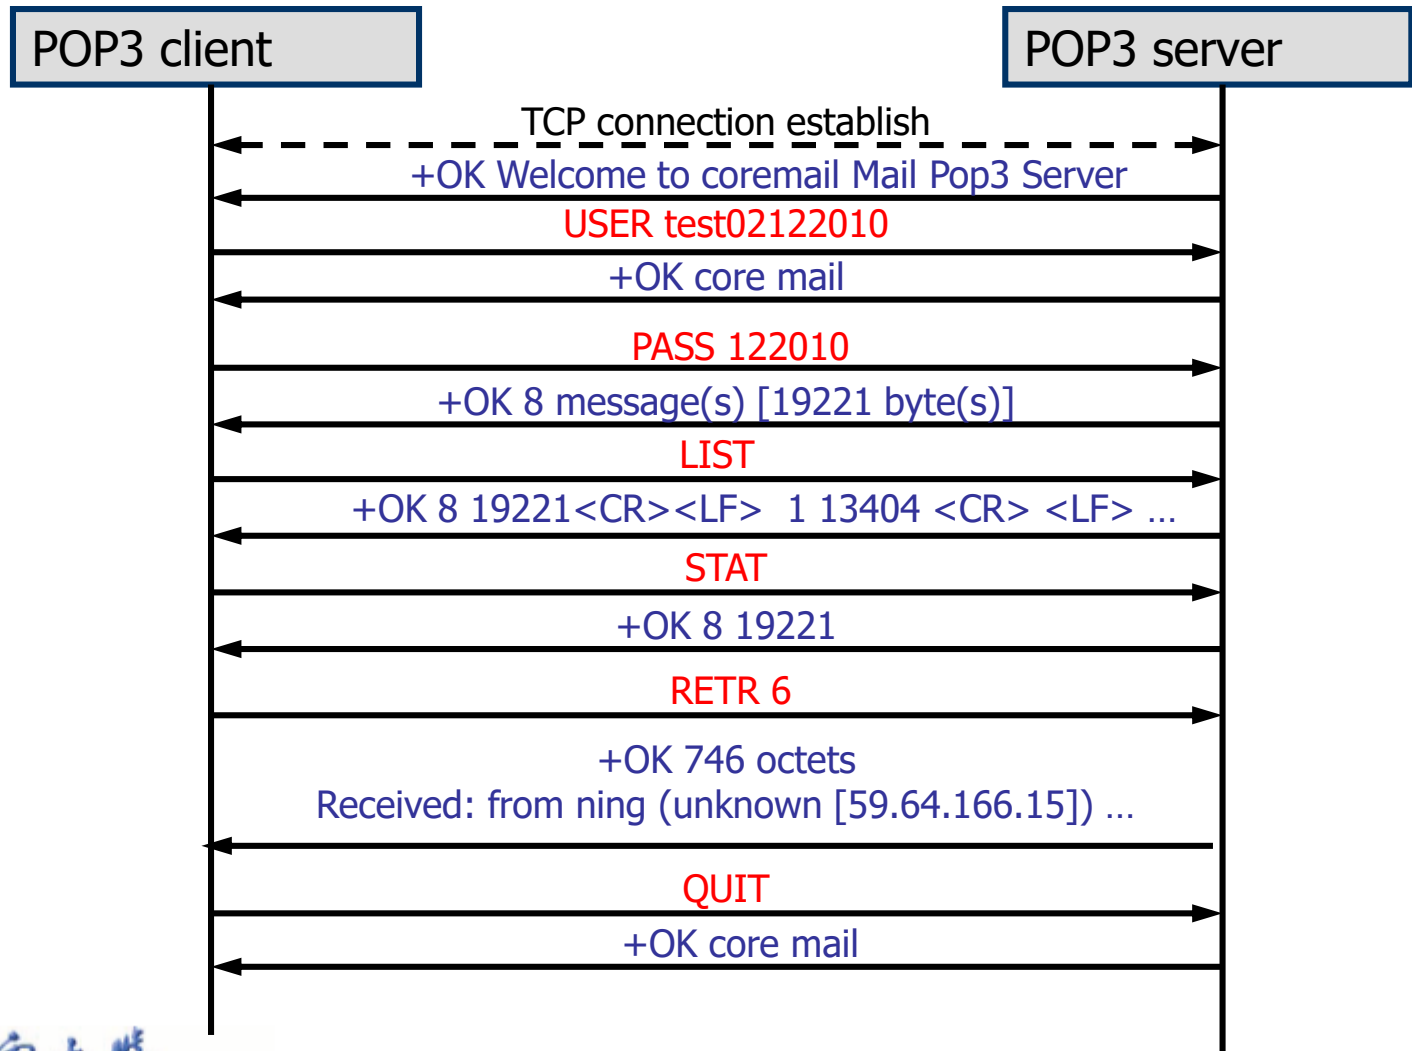 POP3 client
POP3 server
TCP connection establish
+OK Welcome to coremail Mail Pop3 Server
USER test02122010
+OK core mail
PASS 122010
+OK 8 message(s) [19221 byte(s)]
LIST
+OK 8 19221<CR><LF> 1 13404 <CR> <LF> …
STAT
+OK 8 19221
RETR 6
+OK 746 octets
Received: from ning (unknown [59.64.166.15]) …
QUIT
+OK core mail